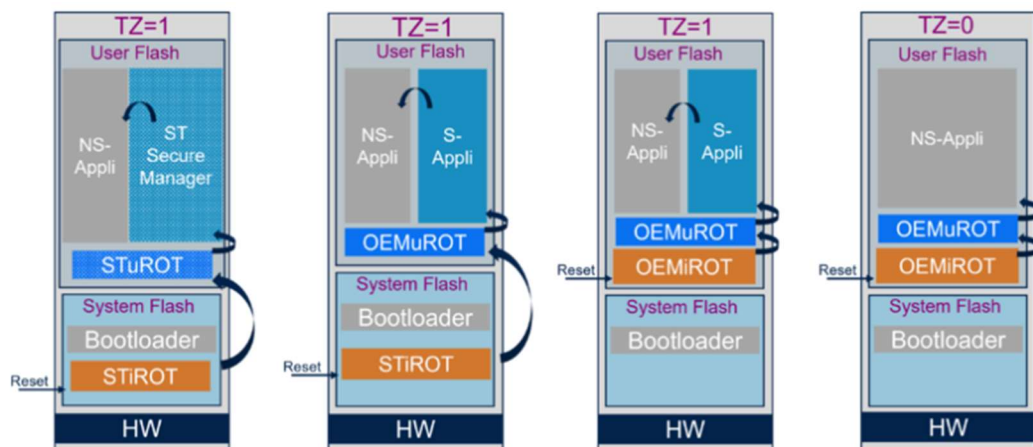 TZ=1
User Flash
NS-
Appli
ST
Secure
Manager
STuROT
System Flash
Bootloader
STiROT
Reset
HW
TZ=1
User Flash
NS-
Appli
S-
Appli
OEMuROT
System Flash
Bootloader
STiROT
Reset
HW
TZ=1
User Flash
NS-
Appli
S-
Appli
OEMuROT
OEMiROT
Reset
System Flash
Bootloader
HW
TZ=0
User Flash
NS-Appli
OEMuROT
OEMiROT
Reset
System Flash
Bootloader
HW